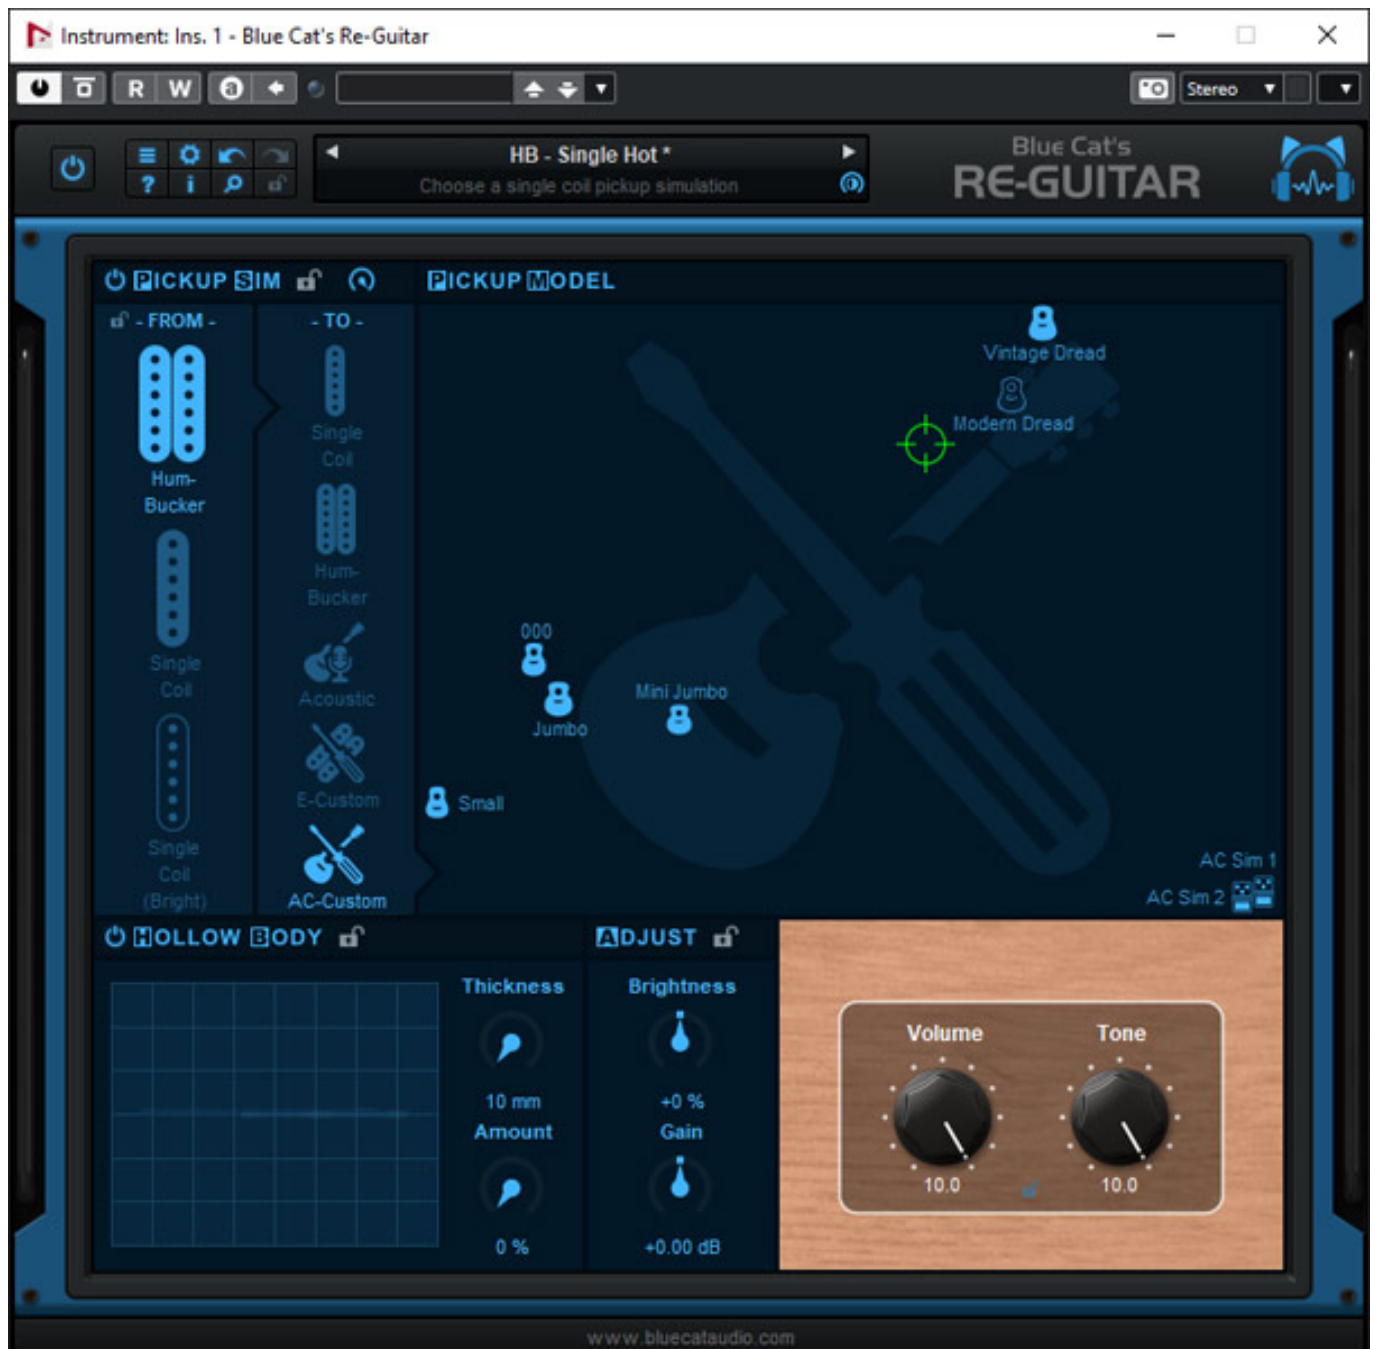 Instrument: Ins. 1 - Blue Cat's Re-Guitar
R W a Stereo
HB - Single Hot *
Choose a single coil pickup simulation
? i
Blue Cat's
RE-GUITAR
PICKUP SIM
PICKUP MODEL
- FROM -
Hum-
Bucker
Single
Coil
Single
Coil
(Bright)
- TO -
Single
Coil
Hum-
Bucker
Acoustic
BA
BB
E-Custom
AC-Custom
Vintage Dread
Modern Dread
000
Jumbo
Mini Jumbo
Small
AC Sim 1
AC Sim 2
HOLLOW BODY
Thickness
10 mm
Amount
0 %
ADJUST
Brightness
+0 %
Gain
+0.00 dB
Volume
10.0
Tone
10.0
www.bluecataudio.com